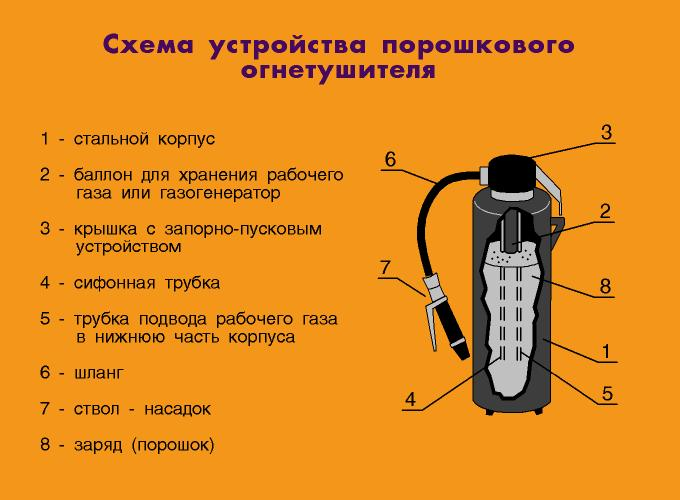 Схема устройства порошкового
огнетушителя
1 - стальной корпус
2 - баллон для хранения рабочего
газа или газогенератор
3 - крышка с запорно-пусковым
устройством
4 - сифонная трубка
5 - трубка подвода рабочего газа
в нижнюю часть корпуса
6 - шланг
7 - ствол - насадок
8 - заряд (порошок)
3
6
2
7
8
1
5
4